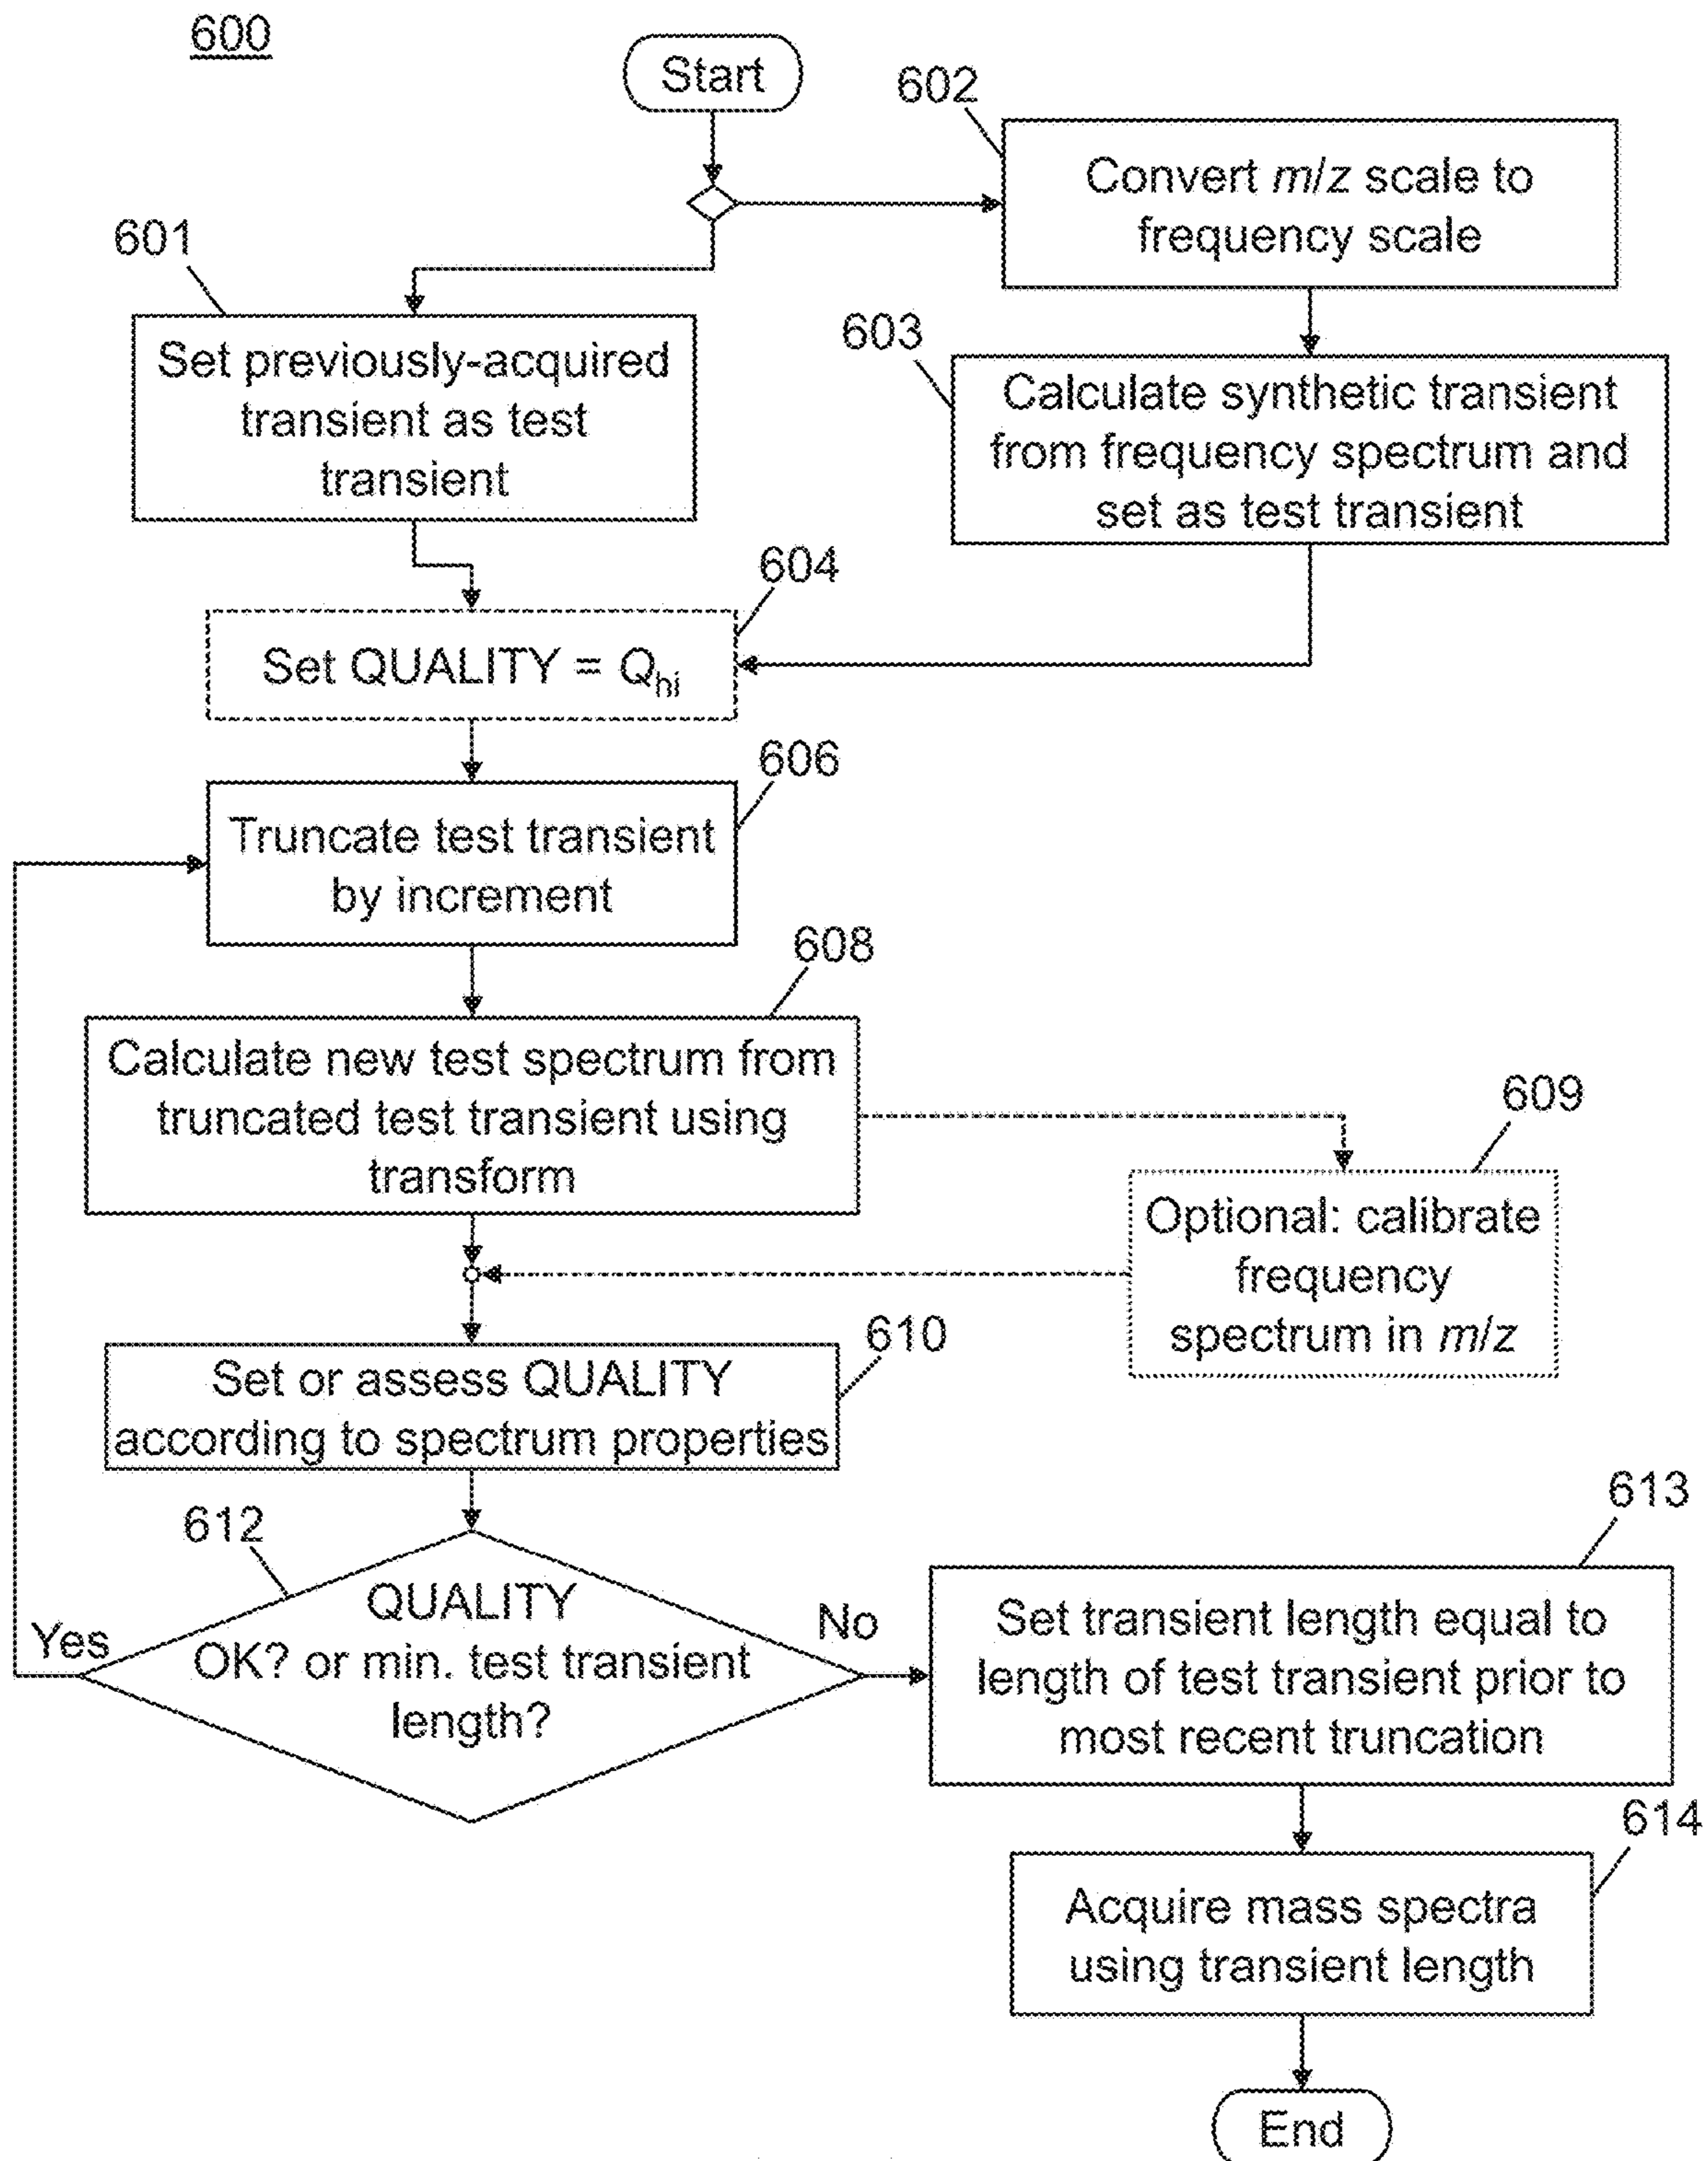 600
Start
602
Convert m/z scale to
frequency scale
601
Set previously-acquired
transient as test
transient
603
Calculate synthetic transient
from frequency spectrum and
set as test transient
604
Set QUALITY = Qhi
606
Truncate test transient
by increment
608
Calculate new test spectrum from
truncated test transient using
transform
609
Optional: calibrate
frequency
spectrum in m/z
610
Set or assess QUALITY
according to spectrum properties
612
QUALITY
OK? or min. test transient
length?
Yes
No
613
Set transient length equal to
length of test transient prior to
most recent truncation
614
Acquire mass spectra
using transient length
End